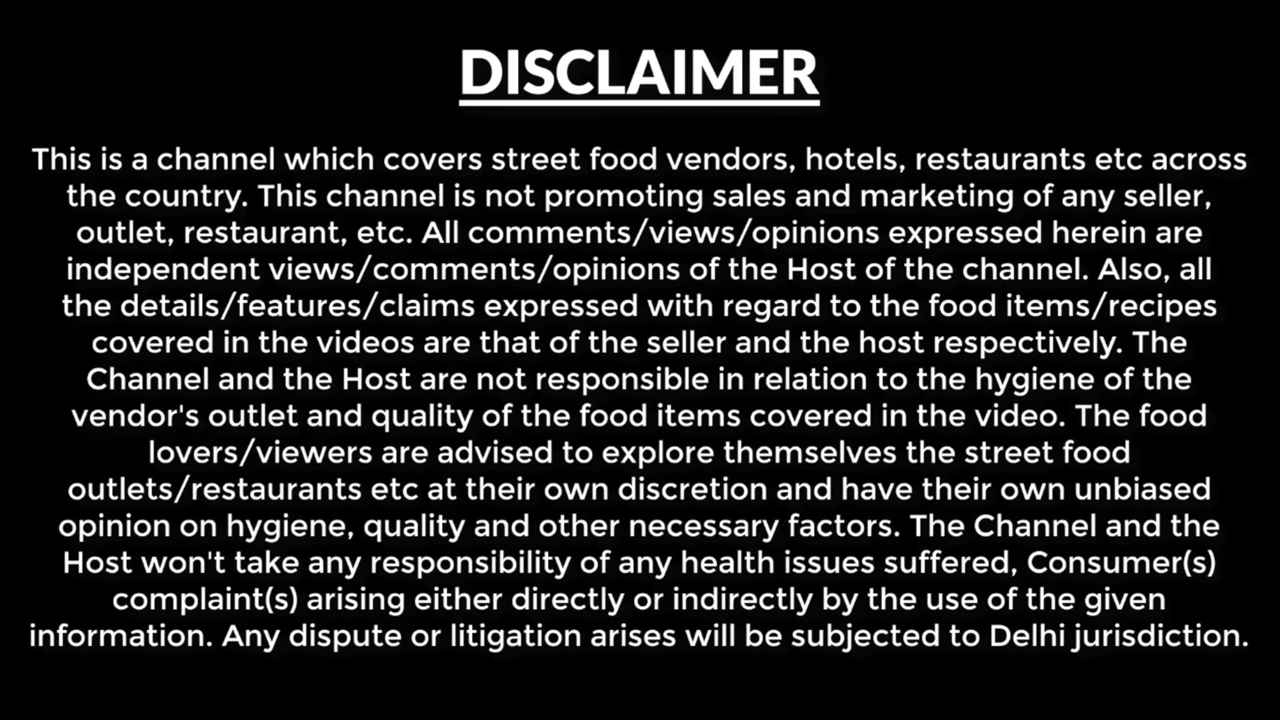 DISCLAIMER
This is a channel which covers street food vendors, hotels, restaurants etc across
the country. This channel is not promoting sales and marketing of any seller,
outlet, restaurant, etc. All comments/views/opinions expressed herein are
independent views/comments/opinions of the Host of the channel. Also, all
the details/features/claims expressed with regard to the food items/recipes
covered in the videos are that of the seller and the host respectively. The
Channel and the Host are not responsible in relation to the hygiene of the
vendor's outlet and quality of the food items covered in the video. The food
lovers/viewers are advised to explore themselves the street food
outlets/restaurants etc at their own discretion and have their own unbiased
opinion on hygiene, quality and other necessary factors. The Channel and the
Host won't take any responsibility of any health issues suffered, Consumer(s)
complaint(s) arising either directly or indirectly by the use of the given
information. Any dispute or litigation arises will be subjected to Delhi jurisdiction.